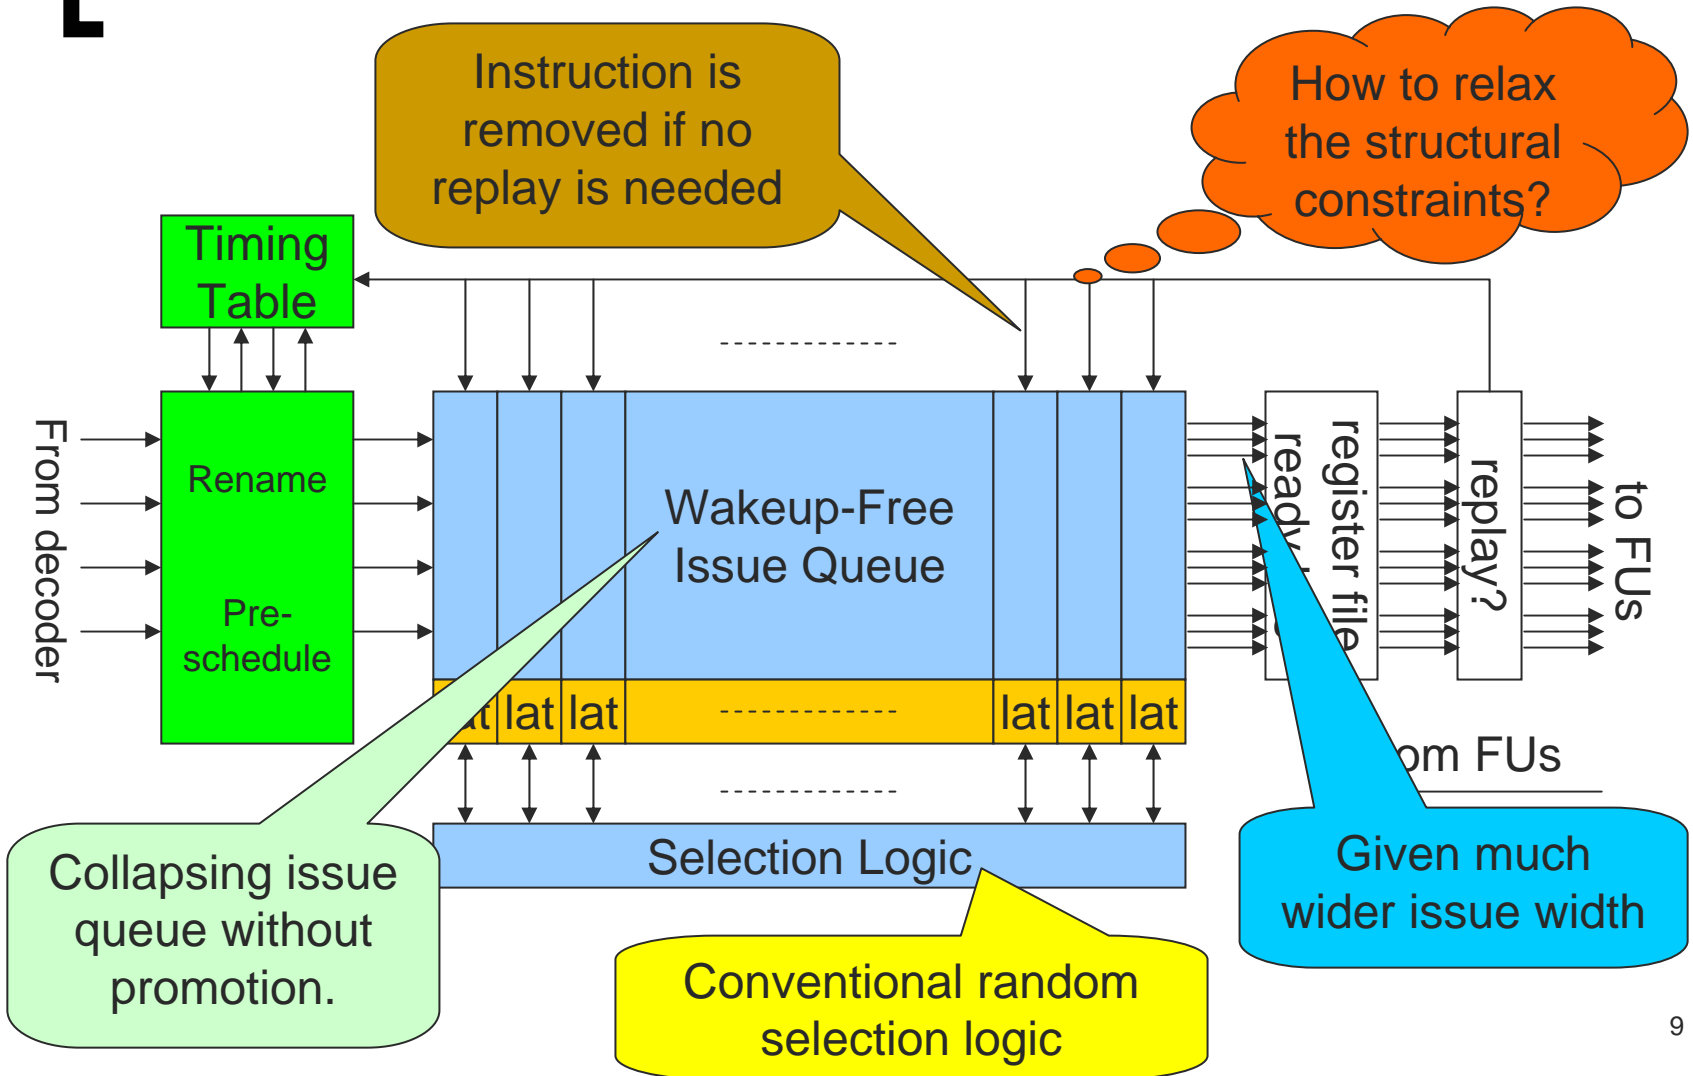 Instruction is
removed if no
replay is needed
How to relax
the structural
constraints?
Timing
Table
From decoder
Rename
Pre-
schedule
Wakeup-Free
Issue Queue
lat
lat
lat
lat
lat
register file
replay?
to FUs
FUs
Selection Logic
Collapsing issue
queue without
promotion.
Conventional random
selection logic
Given much
wider issue width
9